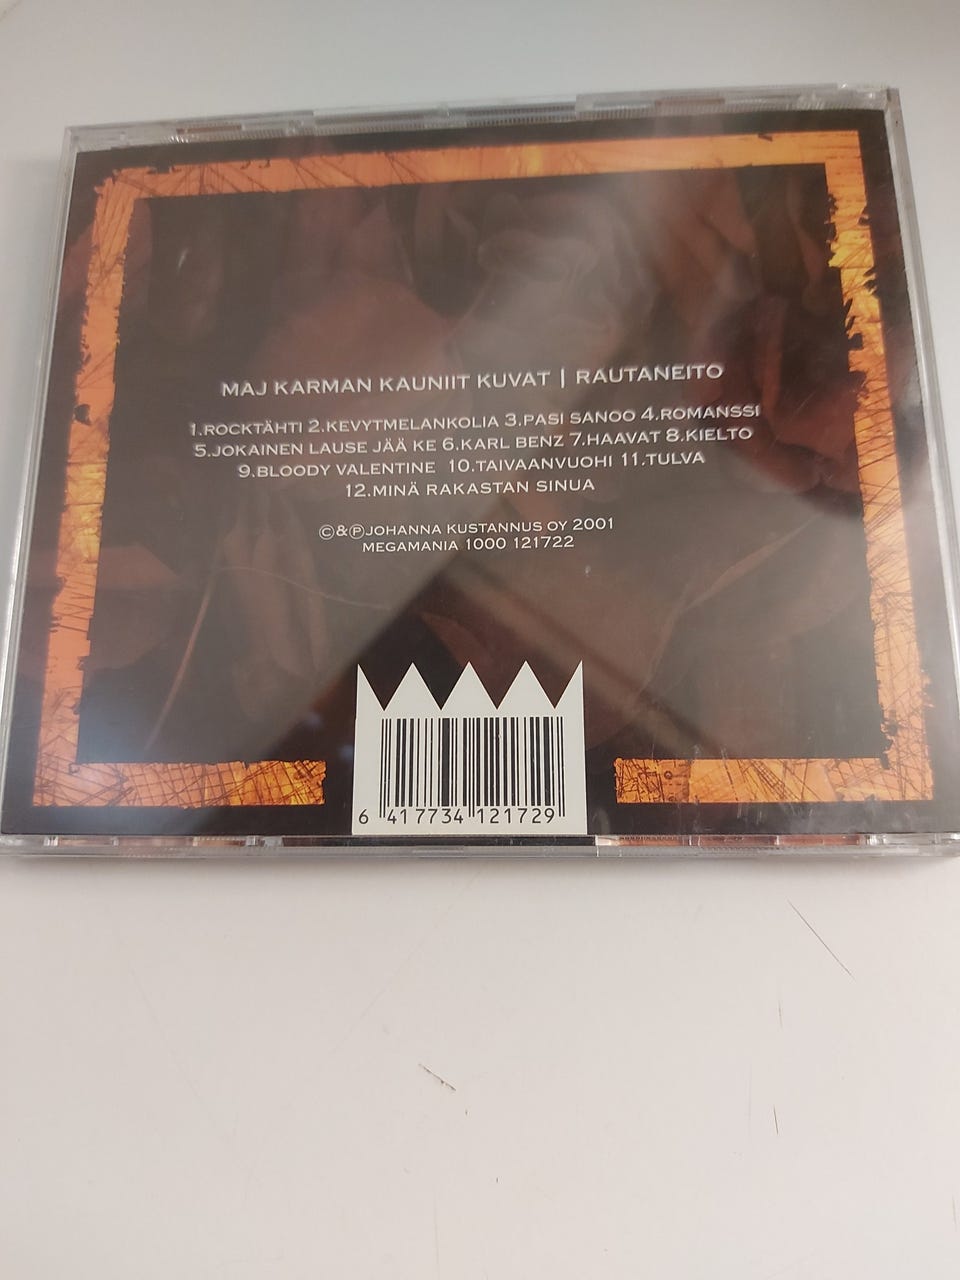 MAJ KARMAN KAUNIIT KUVAT | RAUTANEITO
1.ROCKTÄHTI 2.KEVYTMELANKOLIA 3.PASI SANOO 4.ROMANSSI
5.JOKAINEN LAUSE JÄÄ KE 6.KARL BENZ 7.HAAVAT 8.KIELTO
9.BLOODY VALENTINE 10.TAIVAANVUOHI 11.TULVA
12.MINÄ RAKASTAN SINUA
©&℗JOHANNA KUSTANNUS OY 2001
MEGAMANIA 1000 121722
6 417734 121729